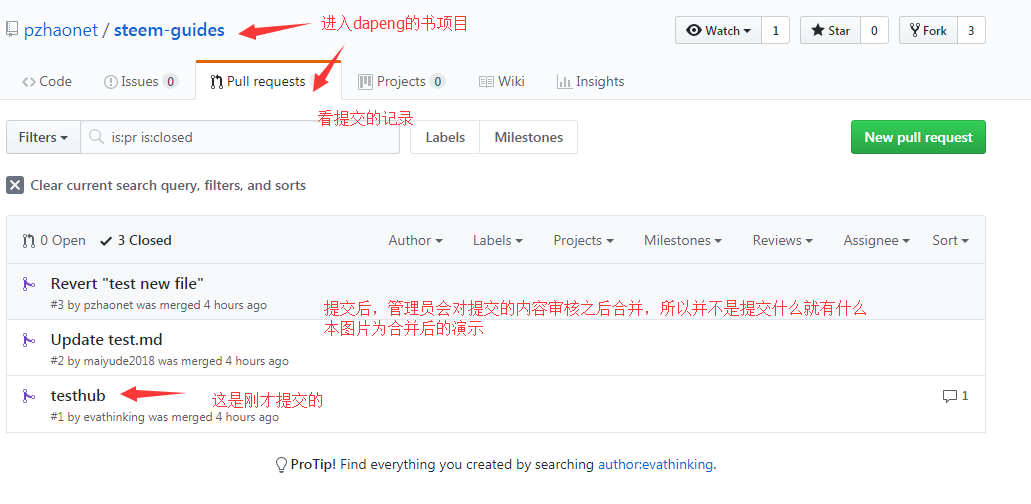 pzhaonet / steem-guides
进入dapeng的书项目
Watch 1 Star 0 Fork 3
Code Issues 0 Pull requests Projects 0 Wiki Insights
看提交的记录
Filters is:pr is:closed Labels Milestones New pull request
Clear current search query, filters, and sorts
0 Open 3 Closed Author Labels Projects Milestones Reviews Assignee Sort
Revert "test new file"
#3 by pzhaonet was merged 4 hours ago
提交后，管理员会对提交的内容审核之后合并，所以并不是提交什么就有什么
本图片为合并后的演示
Update test.md
#2 by maiyude2018 was merged 4 hours ago
testhub 1
这是刚才提交的
#1 by evathinking was merged 4 hours ago
ProTip! Find everything you created by searching author:evathinking.